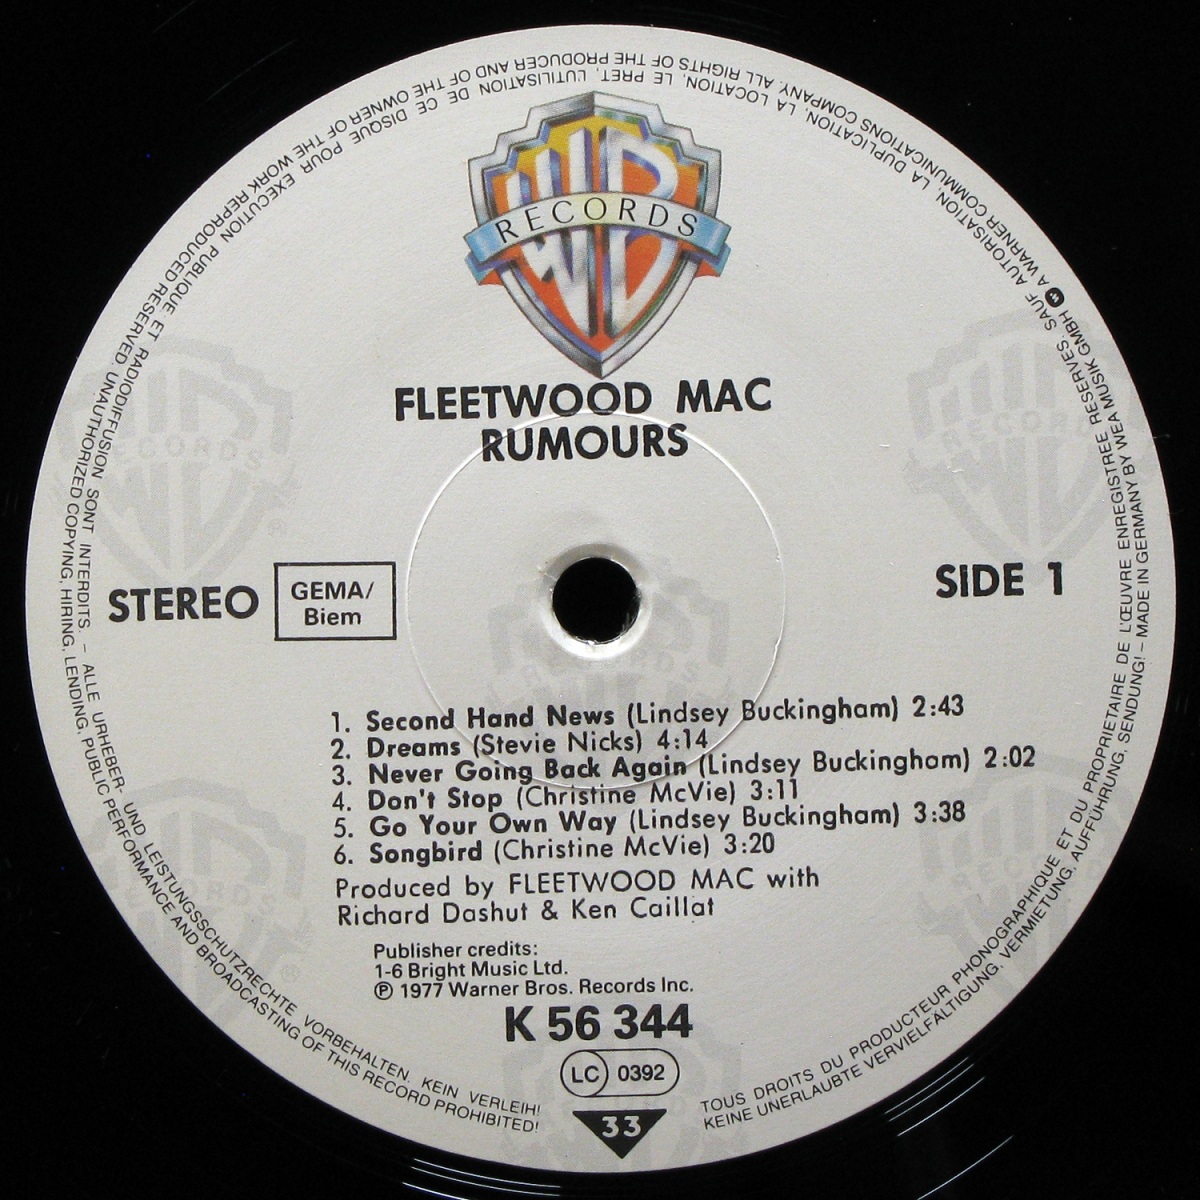 WB
RECORDS
FLEETWOOD MAC
RUMOURS
STEREO
GEMA/
Biem
SIDE 1
1. Second Hand News (Lindsey Buckingham) 2:43
2. Dreams (Stevie Nicks) 4:14
3. Never Going Back Again (Lindsey Buckingham) 2:02
4. Don't Stop (Christine McVie) 3:11
5. Go Your Own Way (Lindsey Buckingham) 3:38
6. Songbird (Christine McVie) 3:20
Produced by FLEETWOOD MAC with
Richard Dashut & Ken Caillat
Publisher credits:
1-6 Bright Music Ltd.
℗ 1977 Warner Bros. Records Inc.
K 56 344
LC 0392
33
TOUS DROITS DU PRODUCTEUR PHONOGRAPHIQUE ET DU PROPRIETAIRE DE L'ŒUVRE ENREGISTREE RESERVES. SAUF AUTORISATION, LA DUPLICATION, LA LOCATION, LE PRET, L'UTILISATION DE CE DISQUE POUR EXECUTION PUBLIQUE ET RADIODIFFUSION SONT INTERDITS. – ALLE URHEBER- UND LEISTUNGSSCHUTZRECHTE VORBEHALTEN. KEIN VERLEIH!
KEINE UNERLAUBTE VERVIELFÄLTIGUNG, VERMIETUNG, AUFFÜHRUNG, SENDUNG! – MADE IN GERMANY BY WEA MUSIK GMBH A WARNER COMMUNICATIONS COMPANY. ALL RIGHTS OF THE PRODUCER AND OF THE OWNER OF THE WORK REPRODUCED RESERVED. UNAUTHORIZED COPYING, HIRING, LENDING, PUBLIC PERFORMANCE AND BROADCASTING OF THIS RECORD PROHIBITED!